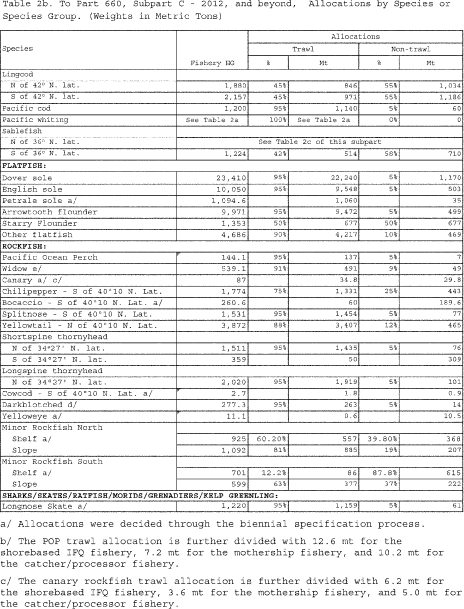 Table 2b. To Part 660, Subpart C - 2012, and beyond, Allocations by Species or
Species Group. (Weights in Metric Tons)
Allocations
Species Trawl Non-trawl
Fishery HG % Mt % Mt
Lingcod
N of 42° N. lat. 1,880 45% 846 55% 1,034
S of 42° N. lat. 2,157 45% 971 55% 1,186
Pacific cod 1,200 95% 1,140 5% 60
Pacific whiting See Table 2a 100% See Table 2a 0% 0
Sablefish
N of 36° N. lat. See Table 2c of this subpart
S of 36° N. lat. 1,224 42% 514 58% 710
FLATFISH:
Dover sole 23,410 95% 22,240 5% 1,170
English sole 10,050 95% 9,548 5% 503
Petrale sole a/ 1,094.6 1,060 35
Arrowtooth flounder 9,971 95% 9,472 5% 499
Starry Flounder 1,353 50% 677 50% 677
Other flatfish 4,686 90% 4,217 10% 469
ROCKFISH:
Pacific Ocean Perch 144.1 95% 137 5% 7
Widow e/ 539.1 91% 491 9% 49
Canary a/ c/ 87 34.8 29.8
Chilipepper - S of 40°10 N. Lat. 1,774 75% 1,331 25% 443
Bocaccio - S of 40°10 N. Lat. a/ 260.6 60 189.6
Splitnose - S of 40°10 N. Lat. 1,531 95% 1,454 5% 77
Yellowtail - N of 40°10 N. Lat. 3,872 88% 3,407 12% 465
Shortspine thornyhead
N of 34°27' N. lat. 1,511 95% 1,435 5% 76
S of 34°27' N. lat. 359 50 309
Longspine thornyhead
N of 34°27' N. lat. 2,020 95% 1,919 5% 101
Cowcod - S of 40°10 N. Lat. a/ 2.7 1.8 0.9
Darkblotched d/ 277.3 95% 263 5% 14
Yelloweye a/ 11.1 0.6 10.5
Minor Rockfish North
Shelf a/ 925 60.20% 557 39.80% 368
Slope 1,092 81% 885 19% 207
Minor Rockfish South
Shelf a/ 701 12.2% 86 87.8% 615
Slope 599 63% 377 37% 222
SHARKS/SKATES/RATFISH/MORIDS/GRENADIERS/KELP GREENLING:
Longnose Skate a/ 1,220 95% 1,159 5% 61
a/ Allocations were decided through the biennial specification process.
b/ The POP trawl allocation is further divided with 12.6 mt for the
shorebased IFQ fishery, 7.2 mt for the mothership fishery, and 10.2 mt for
the catcher/processor fishery.
c/ The canary rockfish trawl allocation is further divided with 6.2 mt for
the shorebased IFQ fishery, 3.6 mt for the mothership fishery, and 5.0 mt for
the catcher/processor fishery.